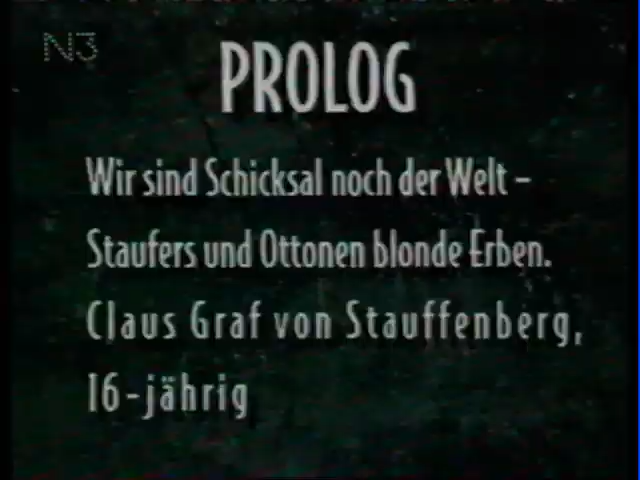 N3
PROLOG
Wir sind Schicksal noch der Welt –
Staufers und Ottonen blonde Erben.
Claus Graf von Stauffenberg,
16-jährig